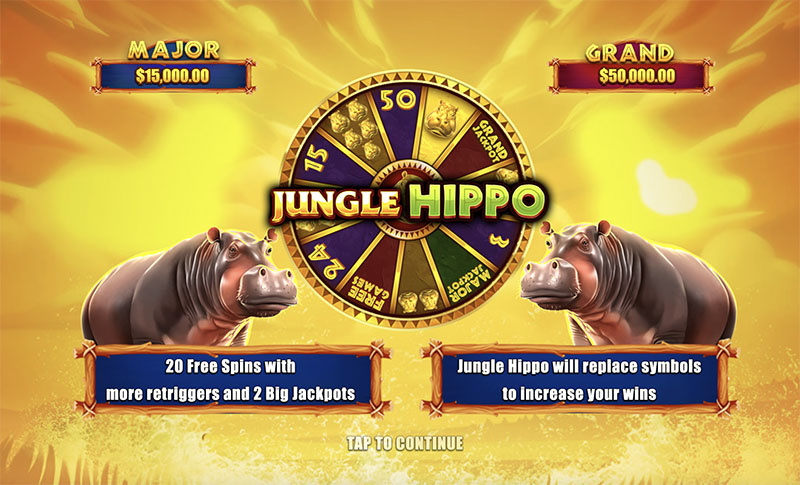 MAJOR
$15,000.00
GRAND
$50,000.00
50
15
GRAND
JACKPOT
JUNGLE HIPPO
24
3
FREE
GAMES
MAJOR
JACKPOT
20 Free Spins with
more retriggers and 2 Big Jackpots
Jungle Hippo will replace symbols
to increase your wins
TAP TO CONTINUE